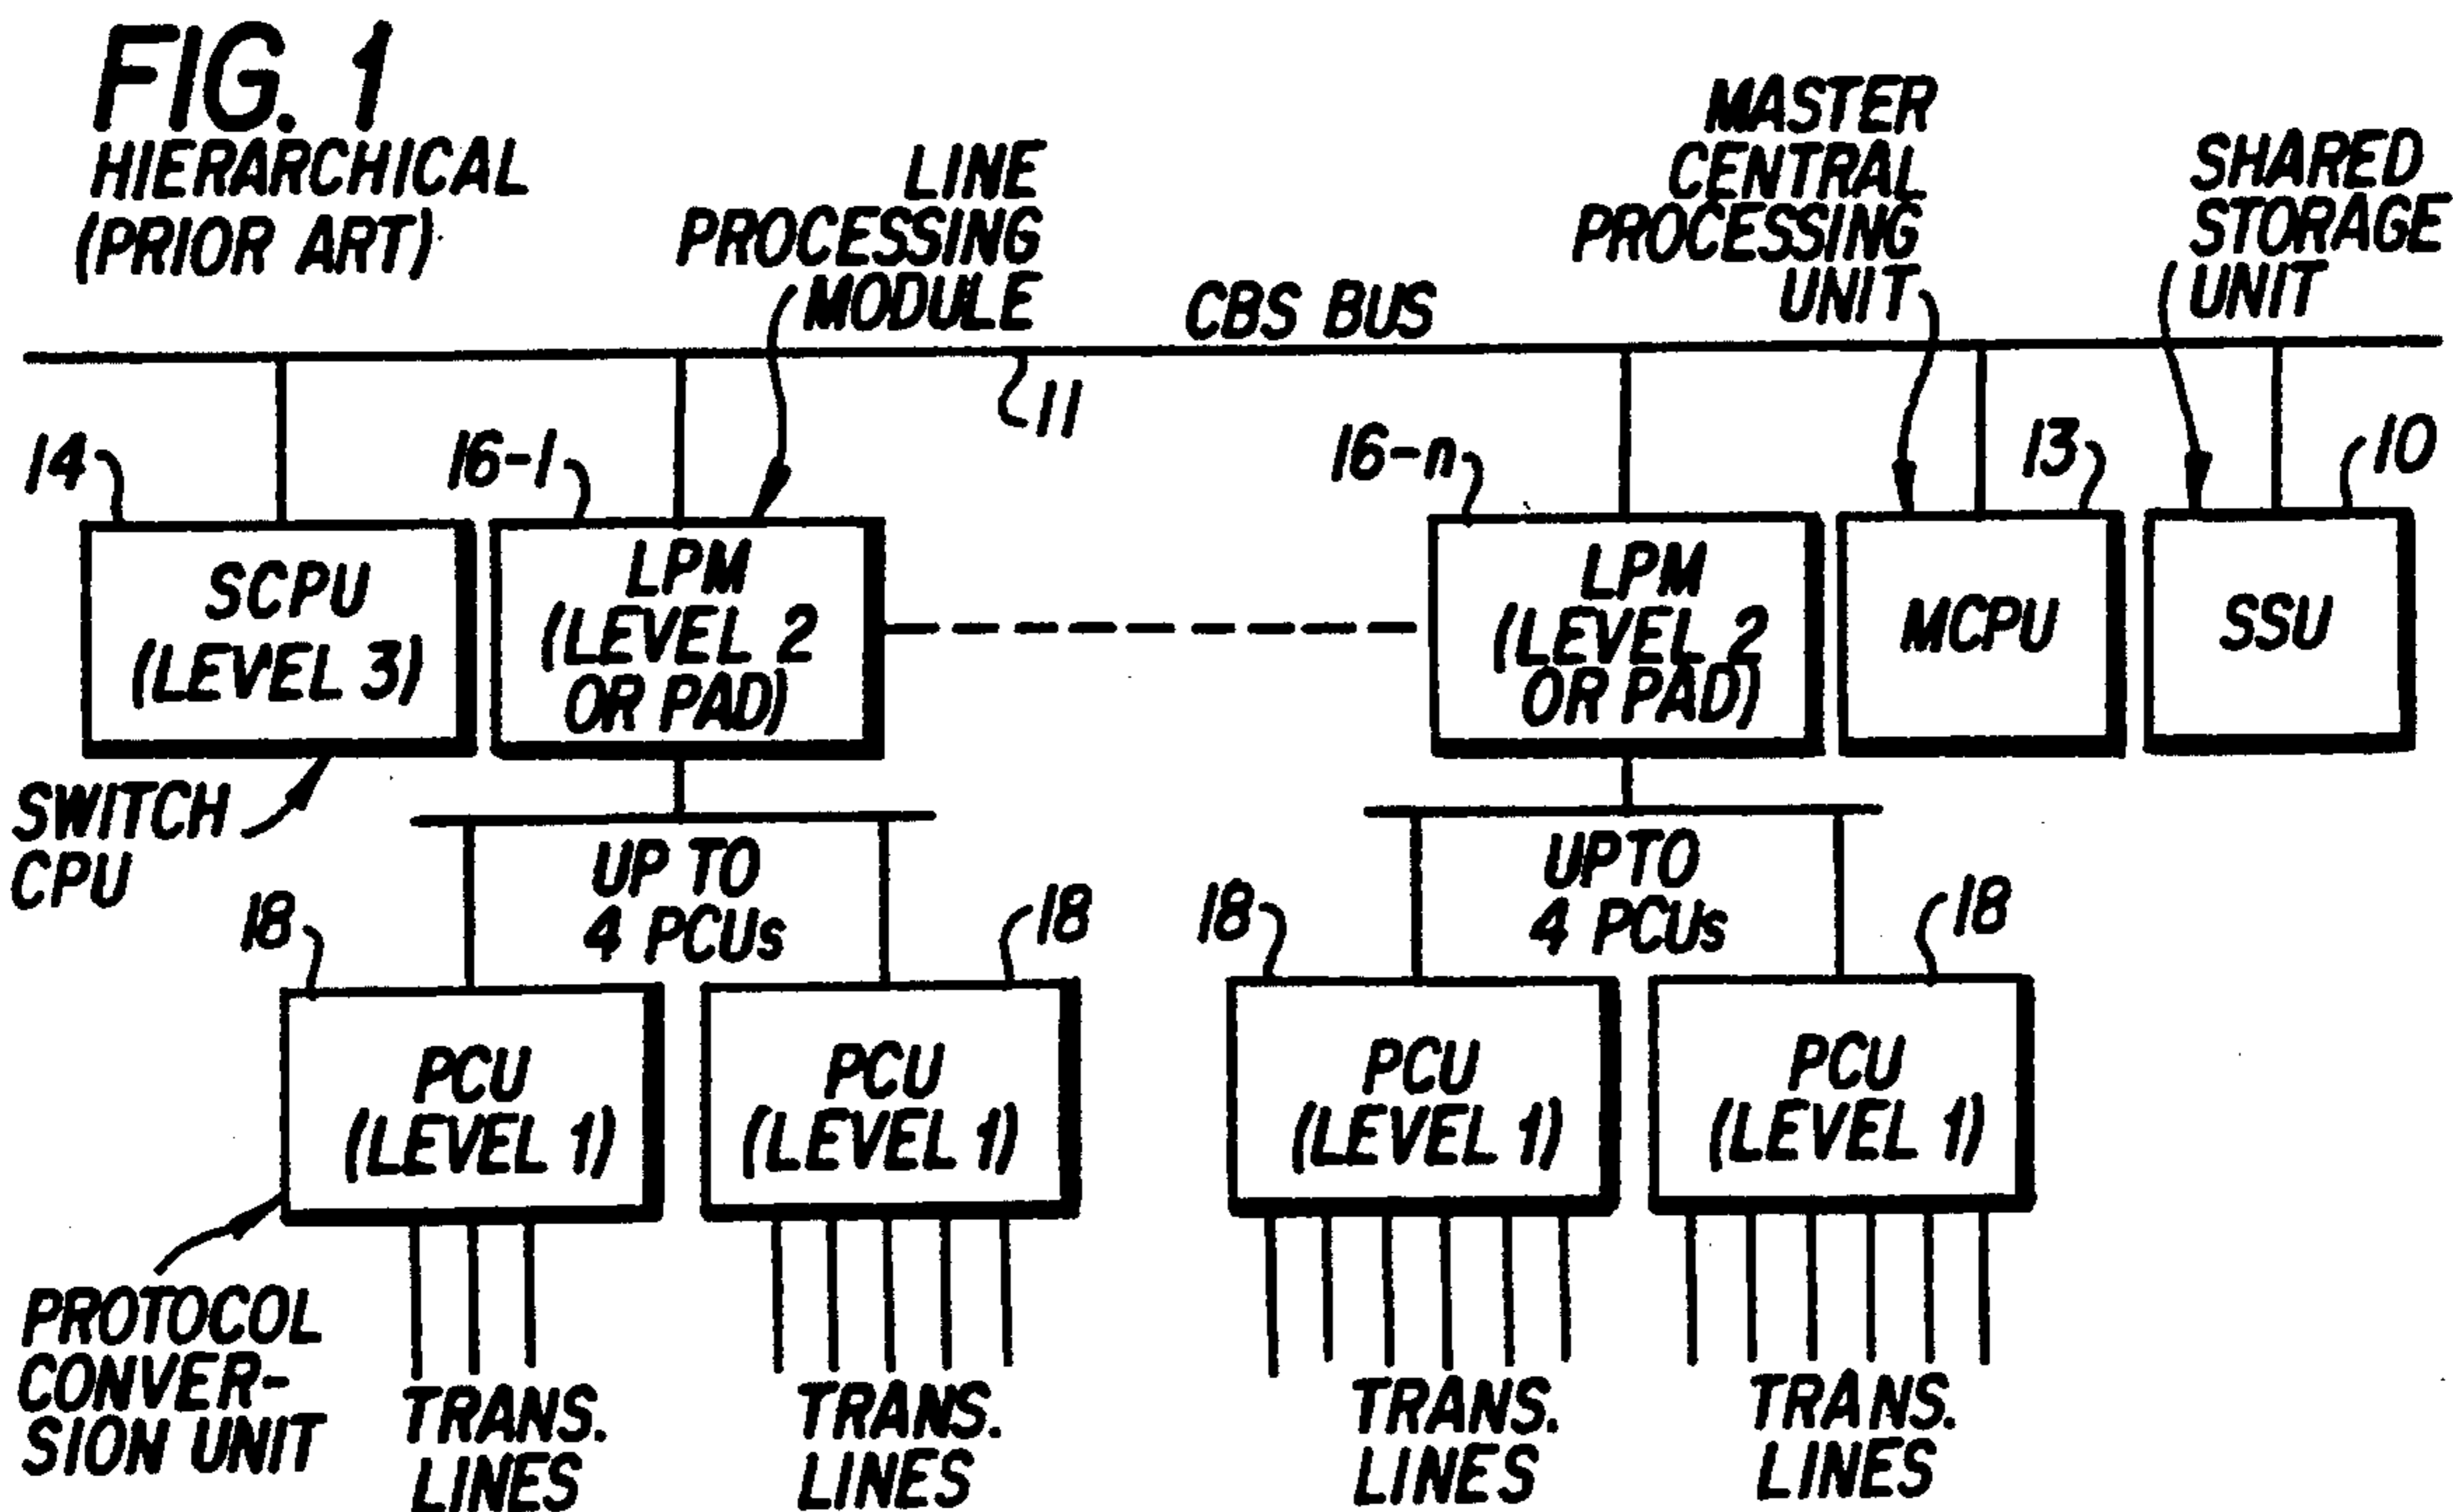 FIG. 1
HIERARCHICAL
(PRIOR ART)
LINE
PROCESSING
MODULE
CBS BUS
MASTER
CENTRAL
PROCESSING
UNIT
SHARED
STORAGE
UNIT
11
14
16-1
16-n
13
10
SCPU
(LEVEL 3)
LPM
(LEVEL 2
OR PAD)
LPM
(LEVEL 2
OR PAD)
MCPU
SSU
SWITCH
CPU
UP TO
4 PCUs
UP TO
4 PCUs
18
18
18
18
PCU
(LEVEL 1)
PCU
(LEVEL 1)
PCU
(LEVEL 1)
PCU
(LEVEL 1)
PROTOCOL
CONVER-
SION UNIT
TRANS.
LINES
TRANS.
LINES
TRANS.
LINES
TRANS.
LINES